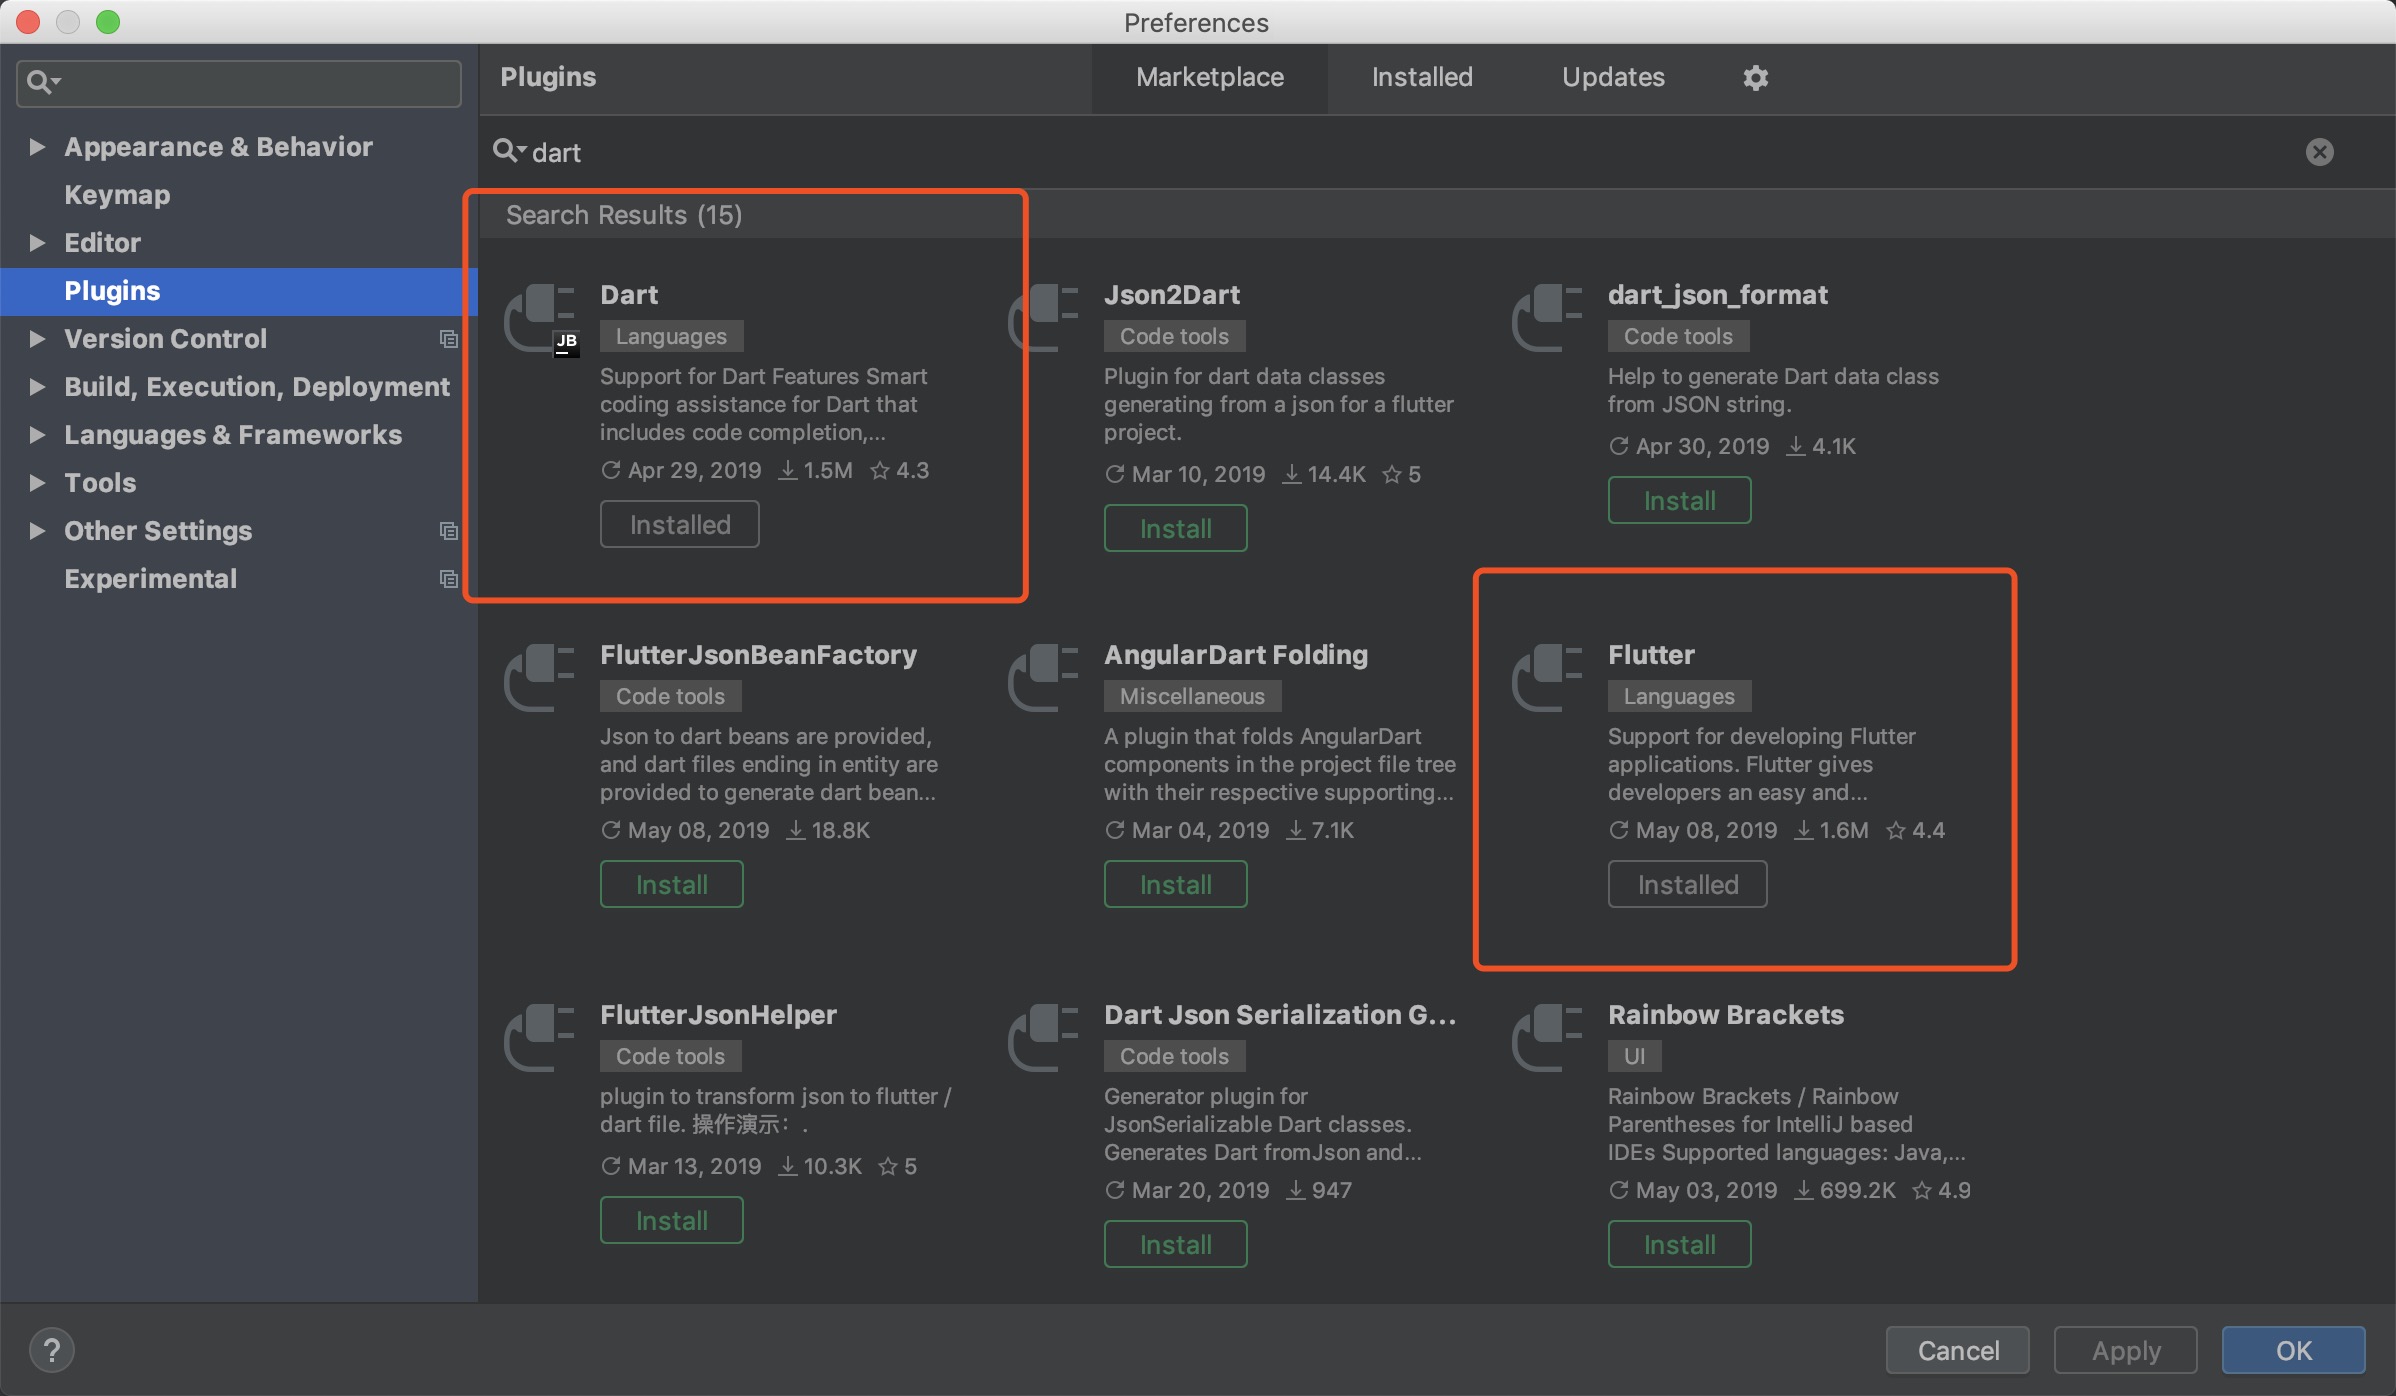 Preferences
Appearance & Behavior
Keymap
Editor
Plugins
Version Control
Build, Execution, Deployment
Languages & Frameworks
Tools
Other Settings
Experimental
Plugins
Marketplace
Installed
Updates
dart
Search Results (15)
Dart
JB
Languages
Support for Dart Features Smart
coding assistance for Dart that
includes code completion,...
Apr 29, 2019 1.5M 4.3
Installed
Json2Dart
Code tools
Plugin for dart data classes
generating from a json for a flutter
project.
Mar 10, 2019 14.4K 5
Install
dart_json_format
Code tools
Help to generate Dart data class
from JSON string.
Apr 30, 2019 4.1K
Install
FlutterJsonBeanFactory
Code tools
Json to dart beans are provided,
and dart files ending in entity are
provided to generate dart bean...
May 08, 2019 18.8K
Install
AngularDart Folding
Miscellaneous
A plugin that folds AngularDart
components in the project file tree
with their respective supporting...
Mar 04, 2019 7.1K
Install
Flutter
Languages
Support for developing Flutter
applications. Flutter gives
developers an easy and...
May 08, 2019 1.6M 4.4
Installed
FlutterJsonHelper
Code tools
plugin to transform json to flutter /
dart file. 操作演示：.
Mar 13, 2019 10.3K 5
Install
Dart Json Serialization G...
Code tools
Generator plugin for
JsonSerializable Dart classes.
Generates Dart fromJson and...
Mar 20, 2019 947
Install
Rainbow Brackets
UI
Rainbow Brackets / Rainbow
Parentheses for IntelliJ based
IDEs Supported languages: Java,...
May 03, 2019 699.2K 4.9
Install
?
Cancel
Apply
OK